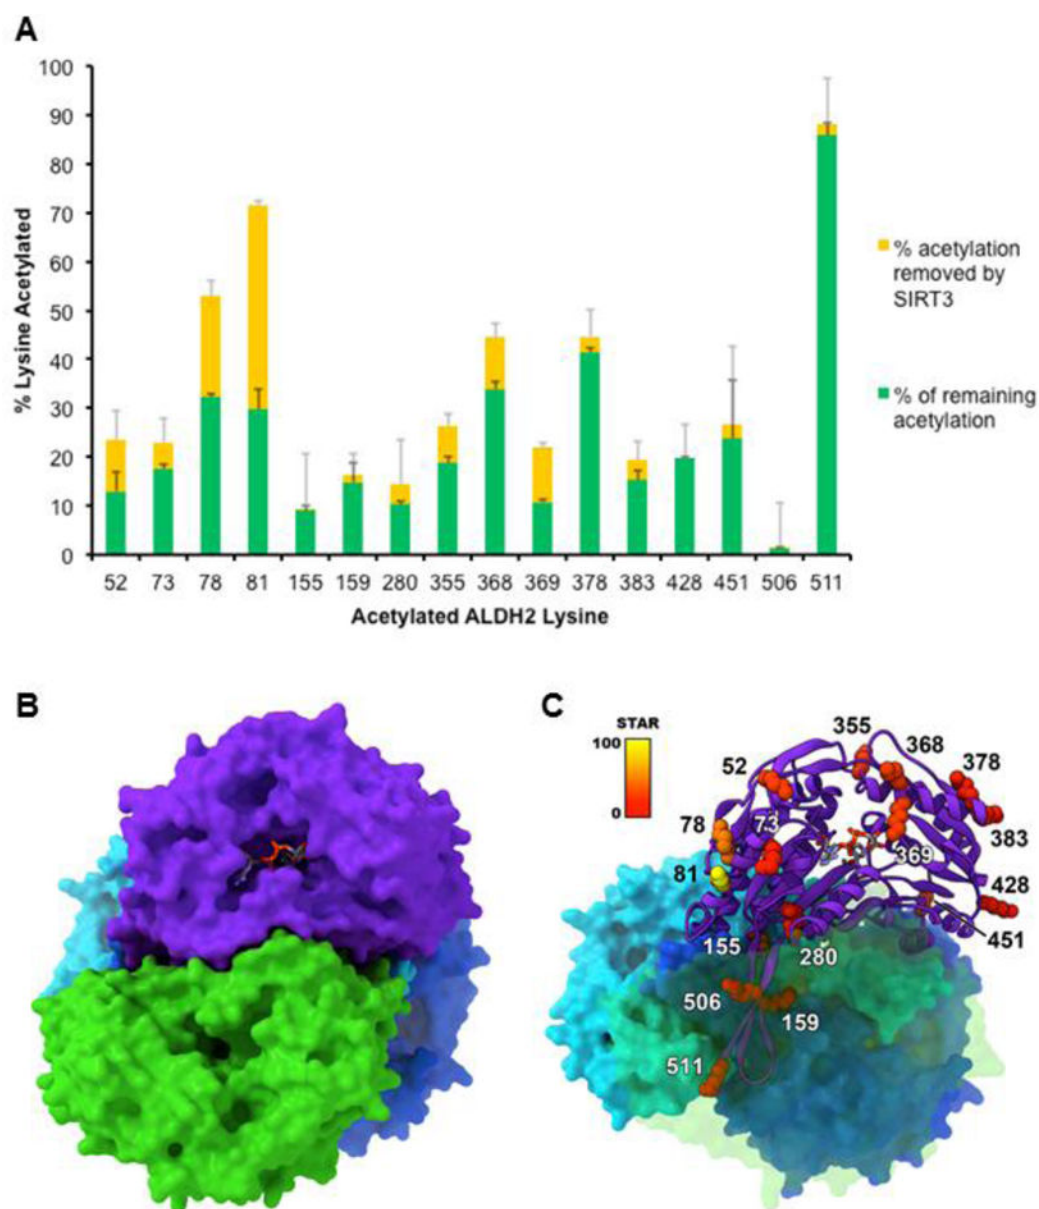 A
100
90
80
70
60
50
40
30
20
10
0
% Lysine Acetylated
52 73 78 81 155 159 280 355 368 369 378 383 428 451 506 511
Acetylated ALDH2 Lysine
% acetylation
removed by
SIRT3
% of remaining
acetylation
B
C
STAR
100
0
355
368
52
378
78
73
383
81
369
428
155
280
451
506
159
511